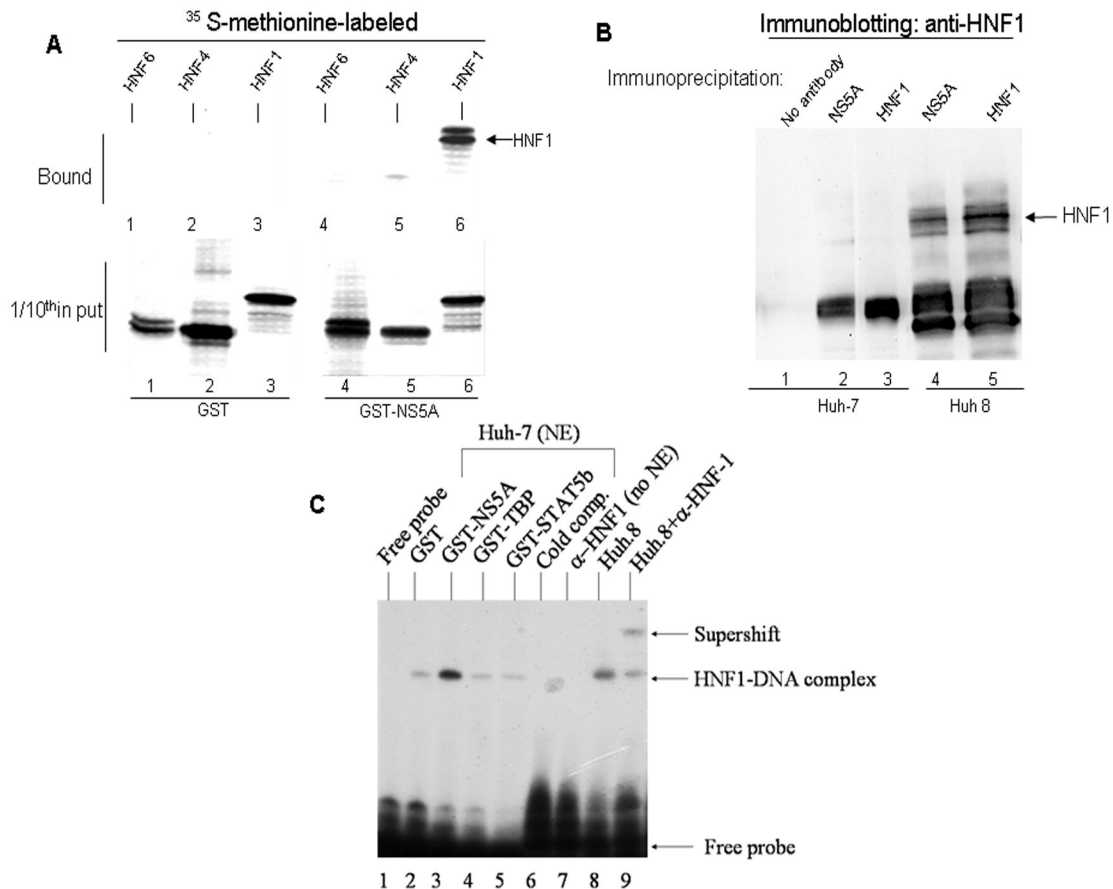 A
35 S-methionine-labeled
HNF6 HNF4 HNF1 HNF6 HNF4 HNF1
HNF1
Bound
1 2 3 4 5 6
1/10th in put
1 2 3 4 5 6
GST GST-NS5A
B
Immunoblotting: anti-HNF1
Immunoprecipitation:
No antibody NS5A HNF1 NS5A HNF1
HNF1
1 2 3 4 5
Huh-7 Huh 8
C
Huh-7 (NE)
Free probe GST GST-NS5A GST-TBP GST-STAT5b Cold comp. α–HNF1 (no NE) Huh.8 Huh.8+α-HNF-1
Supershift
HNF1-DNA complex
Free probe
1 2 3 4 5 6 7 8 9